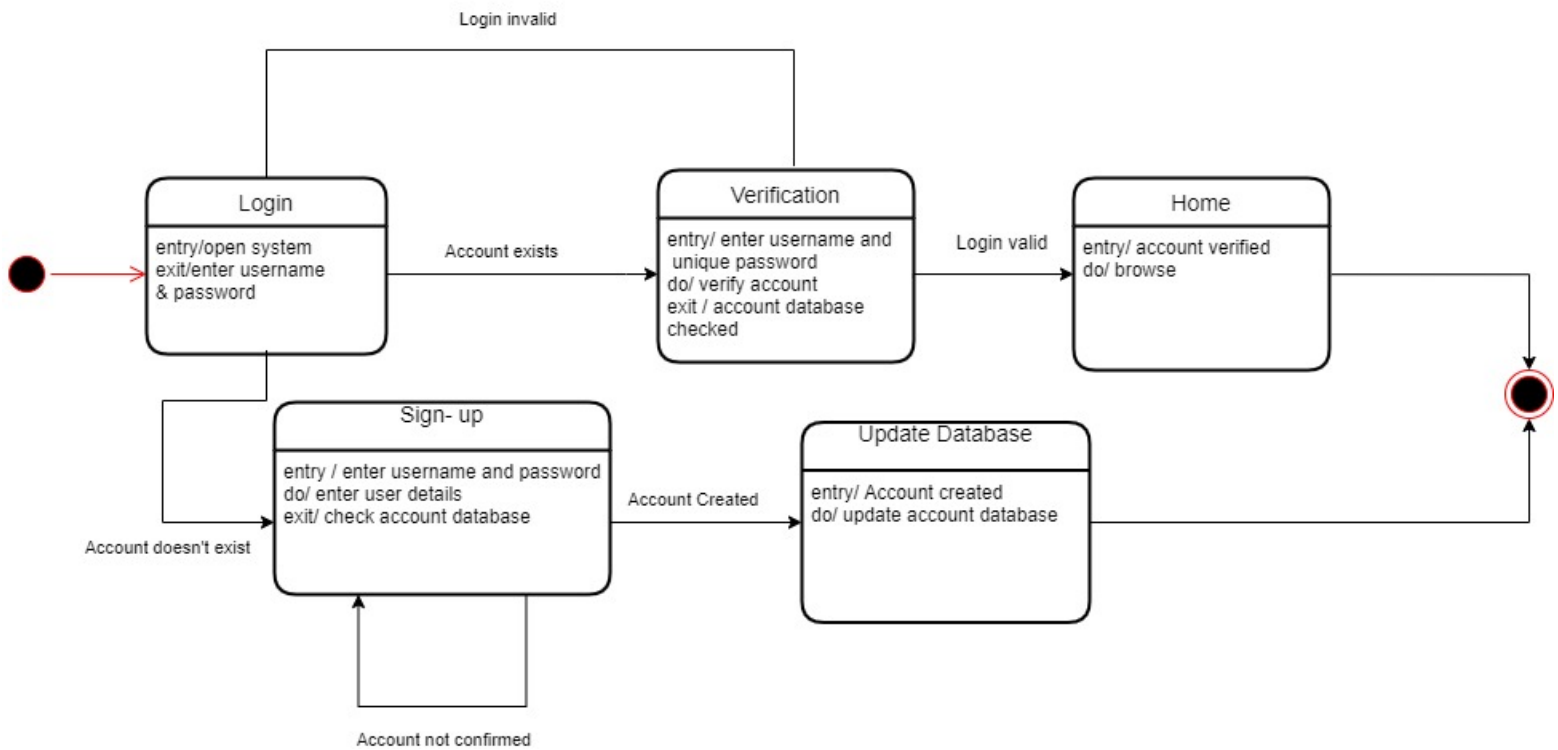 Login invalid
Login
entry/open system
exit/enter username
& password
Account exists
Verification
entry/ enter username and
unique password
do/ verify account
exit / account database
checked
Login valid
Home
entry/ account verified
do/ browse
Account doesn't exist
Sign- up
entry / enter username and password
do/ enter user details
exit/ check account database
Account not confirmed
Account Created
Update Database
entry/ Account created
do/ update account database